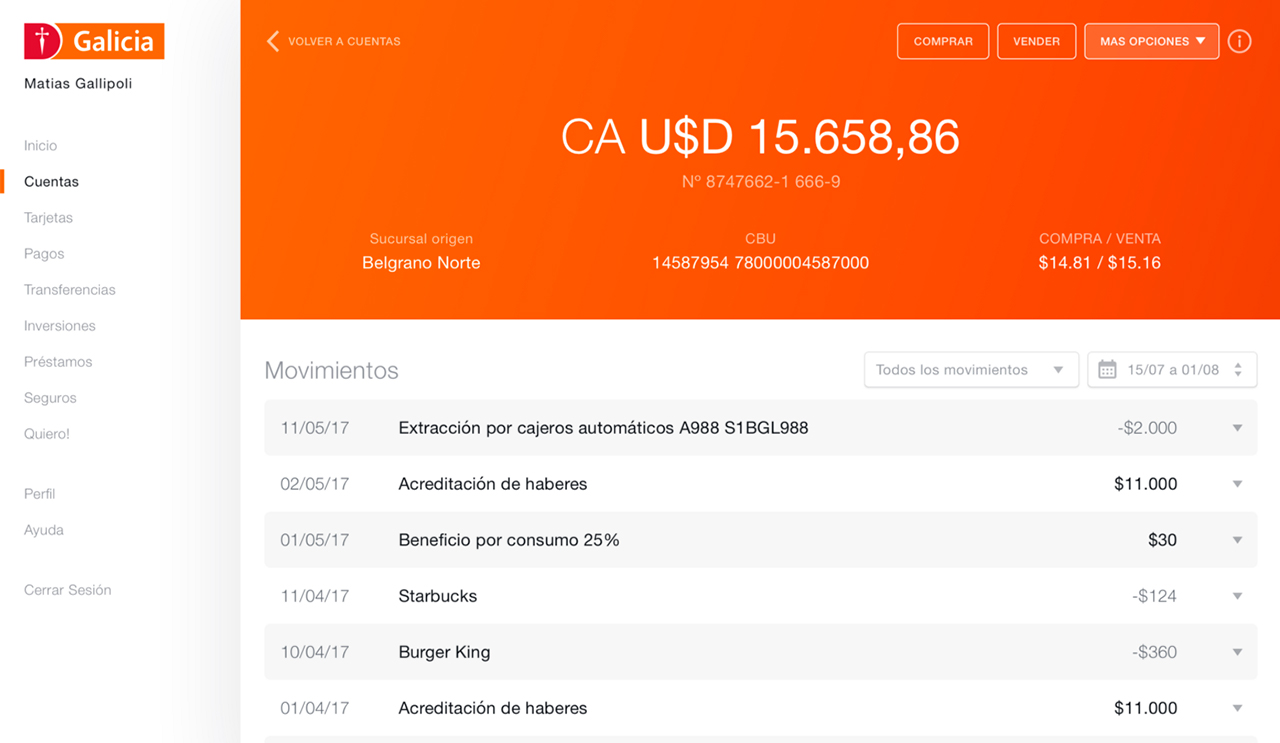 Galicia
Matias Gallipoli
Inicio
Cuentas
Tarjetas
Pagos
Transferencias
Inversiones
Préstamos
Seguros
Quiero!
Perfil
Ayuda
Cerrar Sesión
VOLVER A CUENTAS
COMPRAR
VENDER
MAS OPCIONES
CA U$D 15.658,86
Nº 8747662-1 666-9
Sucursal origen
Belgrano Norte
CBU
14587954 78000004587000
COMPRA / VENTA
$14.81 / $15.16
Movimientos
Todos los movimientos
15/07 a 01/08
11/05/17 Extracción por cajeros automáticos A988 S1BGL988 -$2.000
02/05/17 Acreditación de haberes $11.000
01/05/17 Beneficio por consumo 25% $30
11/04/17 Starbucks -$124
10/04/17 Burger King -$360
01/04/17 Acreditación de haberes $11.000